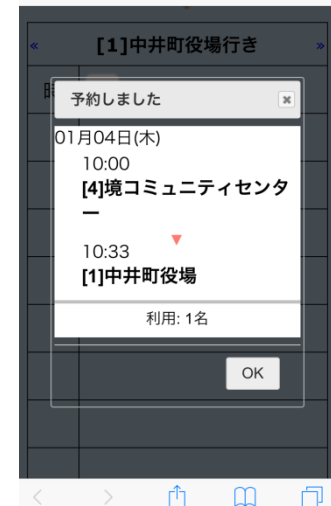 « [1]中井町役場行き »
時
予約しました
01月04日(木)
10:00
[4]境コミュニティセンタ
ー
▼
10:33
[1]中井町役場
利用: 1名
OK